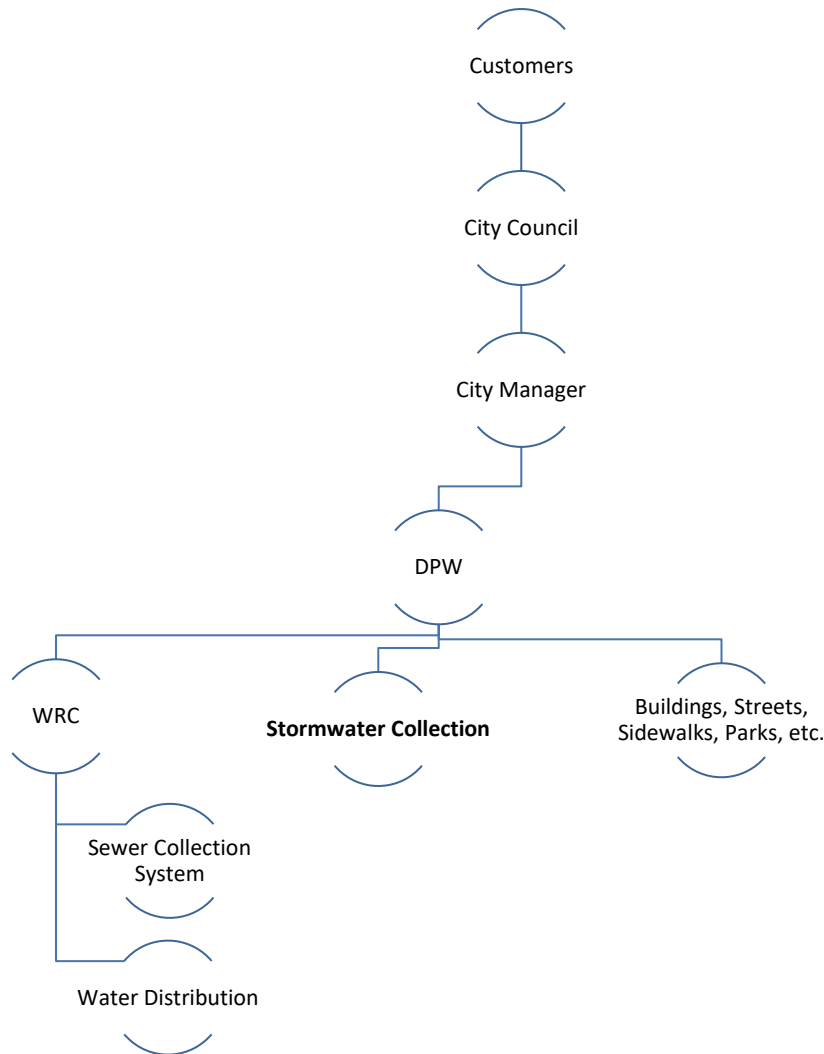 Customers
City Council
City Manager
DPW
WRC
Stormwater Collection
Buildings, Streets,
Sidewalks, Parks, etc.
Sewer Collection
System
Water Distribution